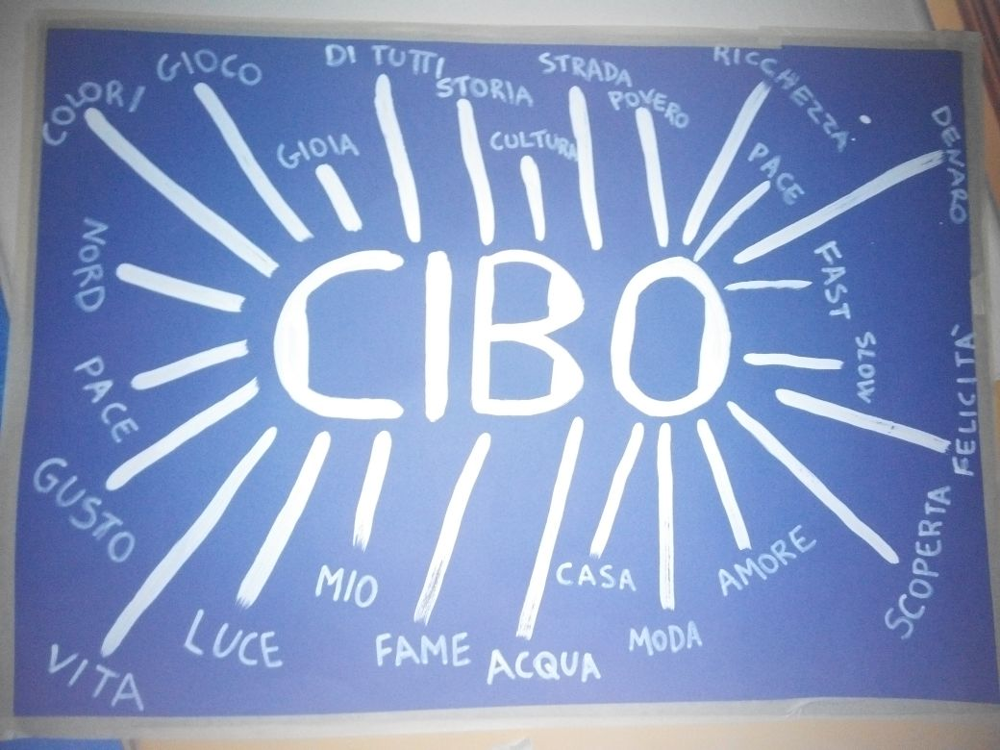 COLORI
GIOCO
GIOIA
DI TUTTI
STORIA
CULTURA
STRADA
POVERO
RICCHEZZA
PACE
DENARO
NORD
FAST
CIBO
PACE
SLOW
FELICITÀ
GUSTO
SCOPERTA
VITA
LUCE
MIO
FAME
ACQUA
CASA
MODA
AMORE